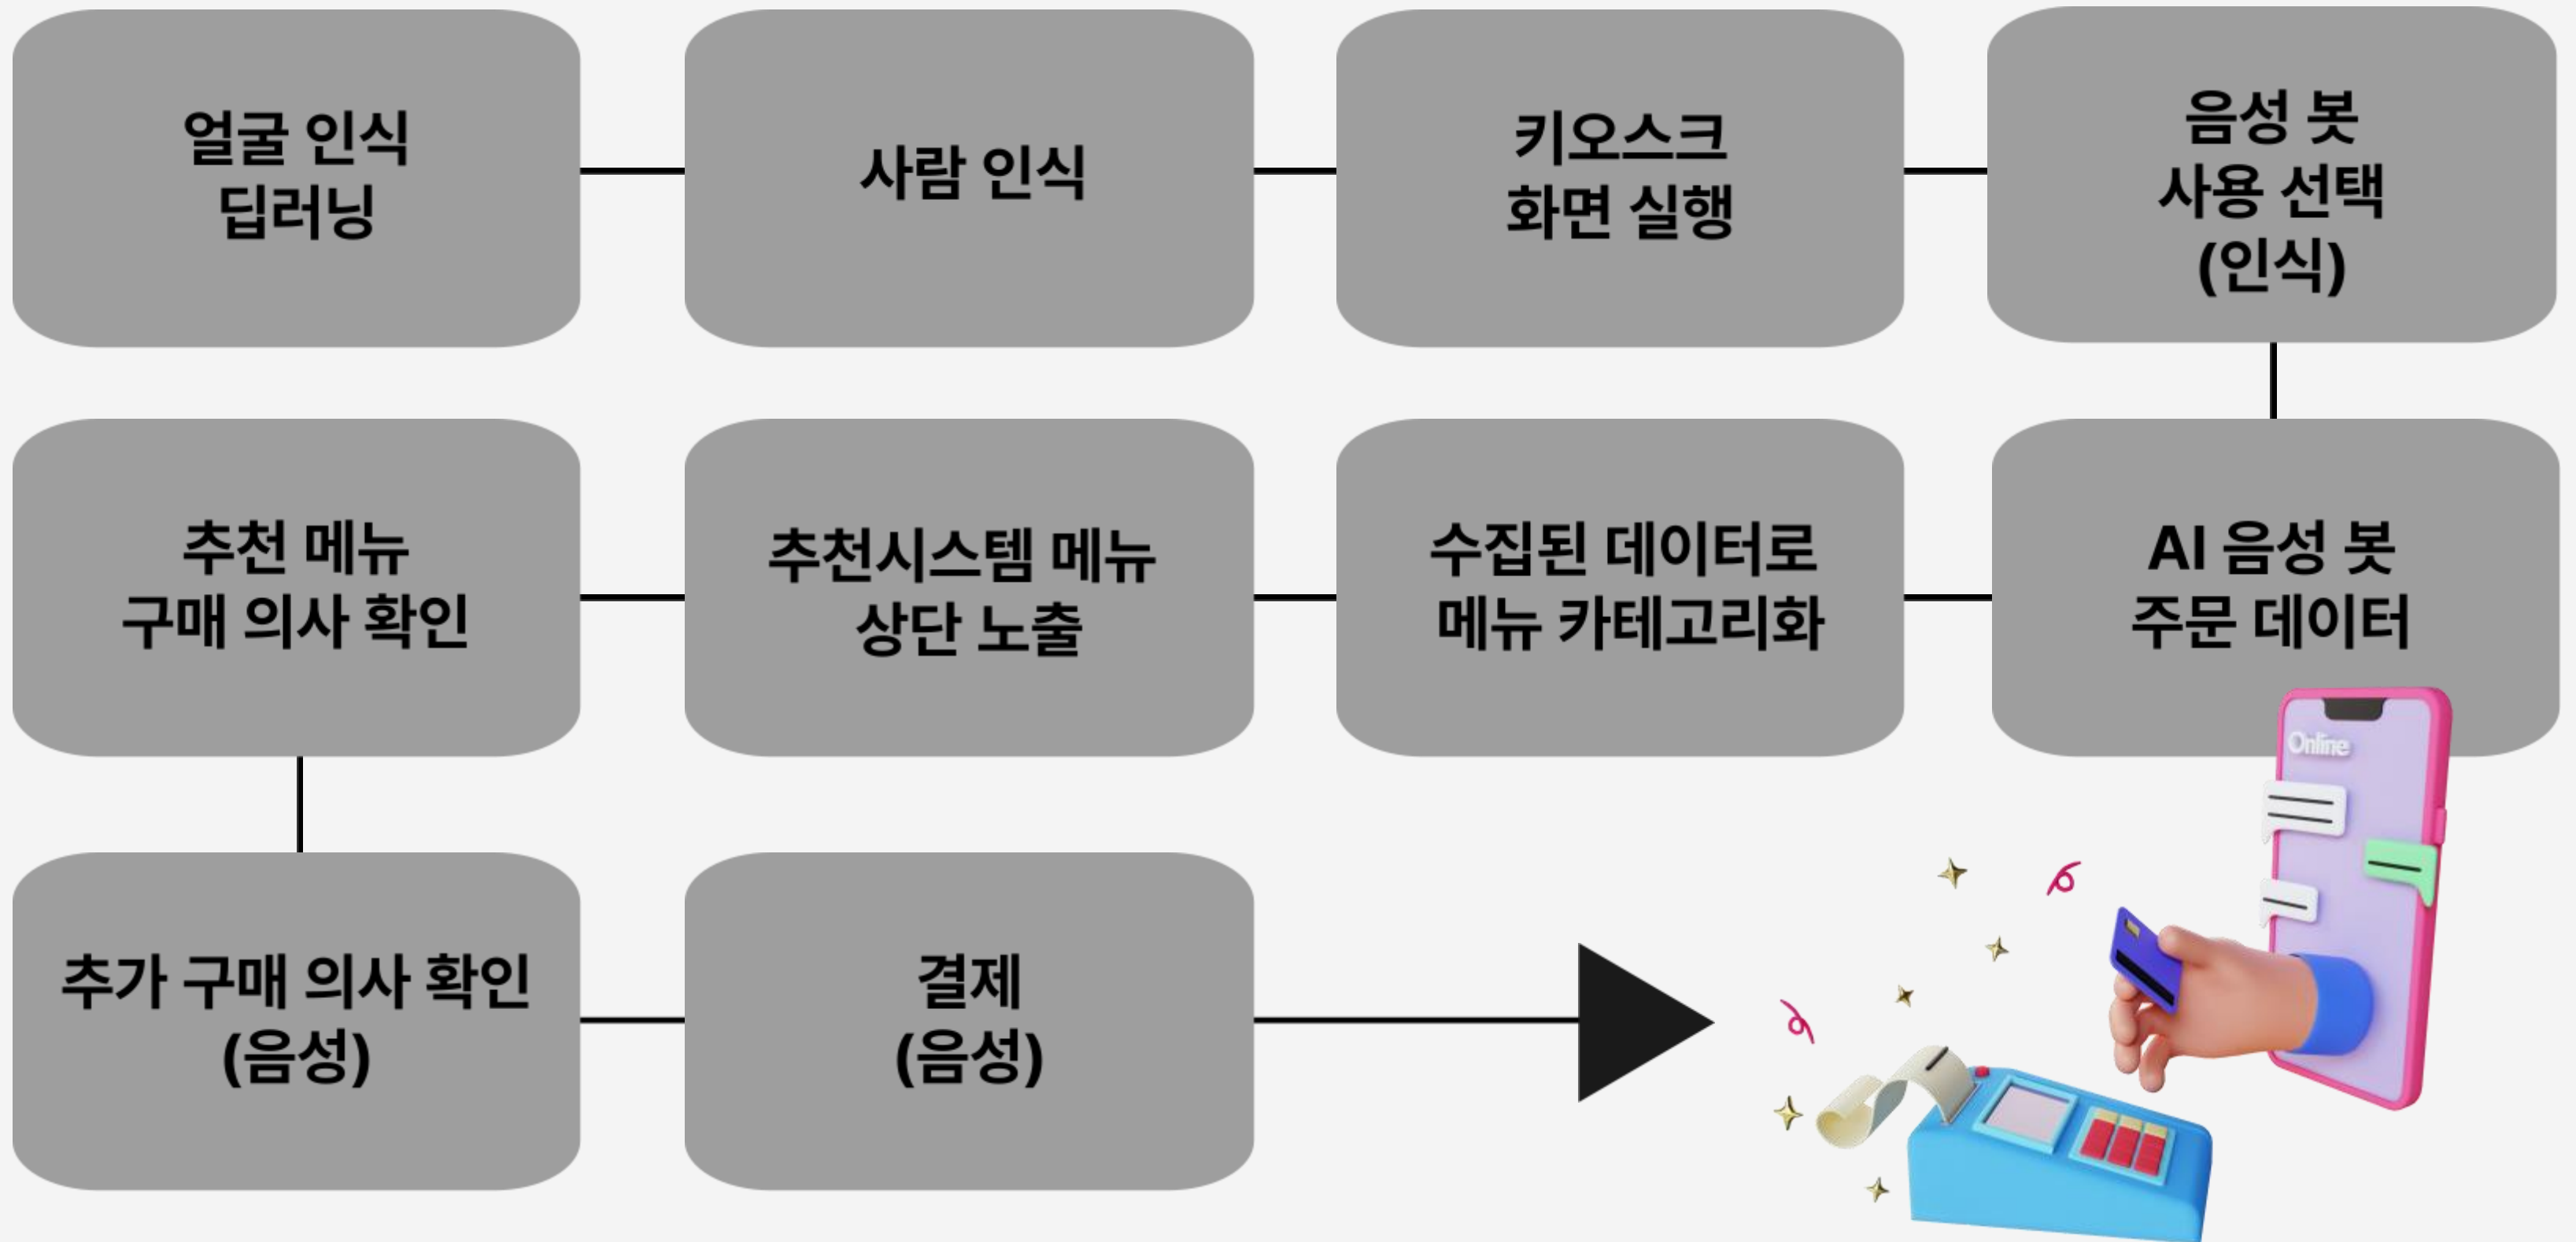 얼굴 인식
딥러닝
사람 인식
키오스크
화면 실행
음성 봇
사용 선택
(인식)
AI 음성 봇
주문 데이터
수집된 데이터로
메뉴 카테고리화
추천시스템 메뉴
상단 노출
추천 메뉴
구매 의사 확인
추가 구매 의사 확인
(음성)
결제
(음성)
Online